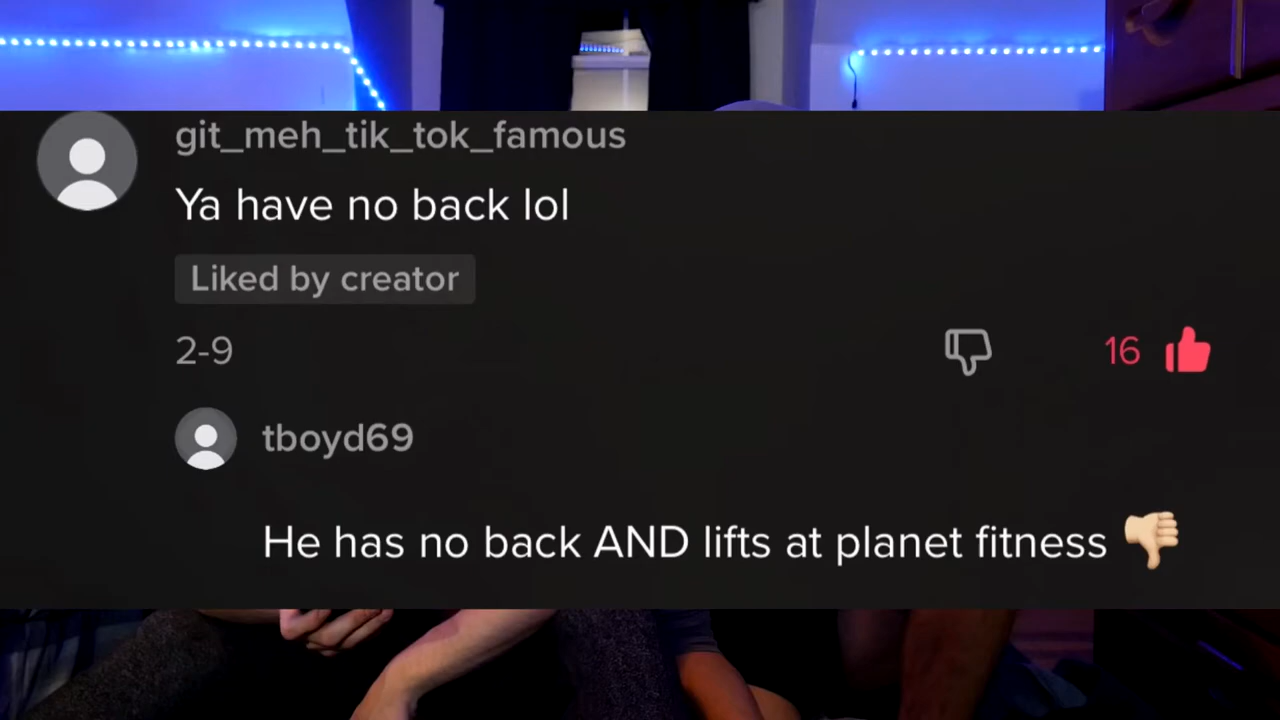 git_meh_tik_tok_famous
Ya have no back lol
Liked by creator
2-9
16
tboyd69
He has no back AND lifts at planet fitness 👎🏼